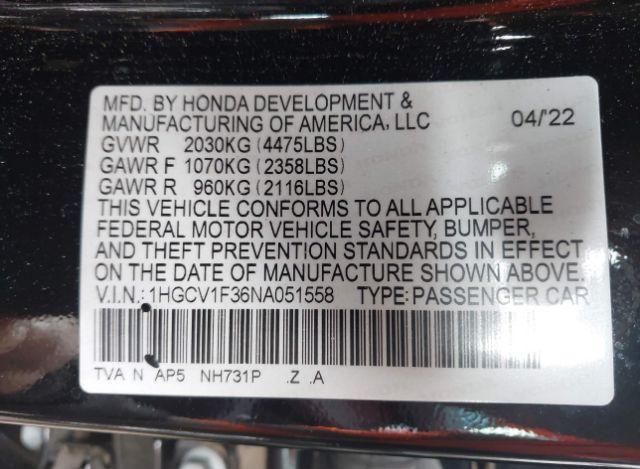 MFD. BY HONDA DEVELOPMENT &
MANUFACTURING OF AMERICA, LLC 04/'22
GVWR 2030KG (4475LBS)
GAWR F 1070KG (2358LBS)
GAWR R 960KG (2116LBS)
THIS VEHICLE CONFORMS TO ALL APPLICABLE
FEDERAL MOTOR VEHICLE SAFETY, BUMPER,
AND THEFT PREVENTION STANDARDS IN EFFECT
ON THE DATE OF MANUFACTURE SHOWN ABOVE.
V.I.N.: 1HGCV1F36NA051558 TYPE: PASSENGER CAR
TVA N AP5 NH731P .Z .A